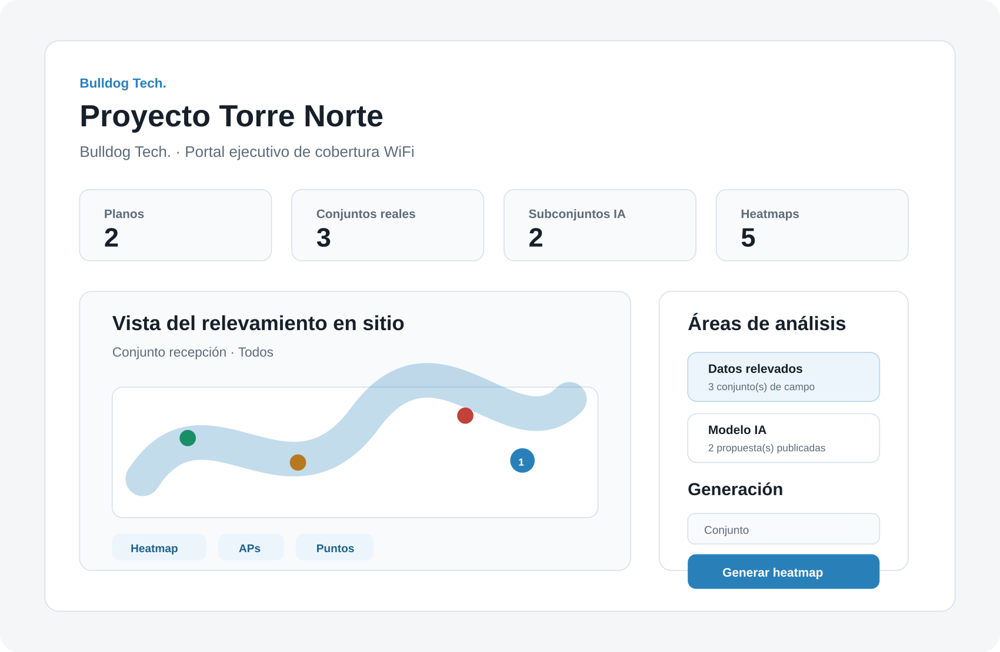 Bulldog Tech.
Proyecto Torre Norte
Bulldog Tech. · Portal ejecutivo de cobertura WiFi
Planos
2
Conjuntos reales
3
Subconjuntos IA
2
Heatmaps
5
Vista del relevamiento en sitio
Conjunto recepción · Todos
1
Heatmap
APs
Puntos
Áreas de análisis
Datos relevados
3 conjunto(s) de campo
Modelo IA
2 propuesta(s) publicadas
Generación
Conjunto
Generar heatmap